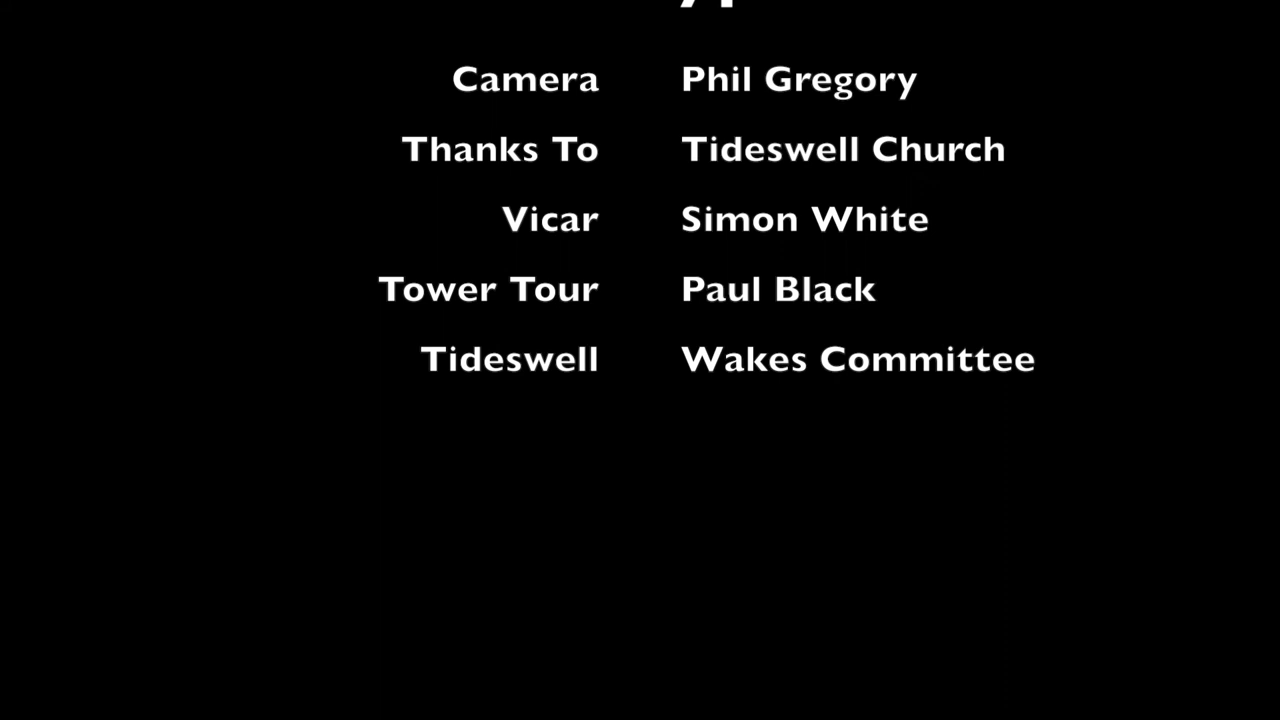 Camera Phil Gregory
Thanks To Tideswell Church
Vicar Simon White
Tower Tour Paul Black
Tideswell Wakes Committee